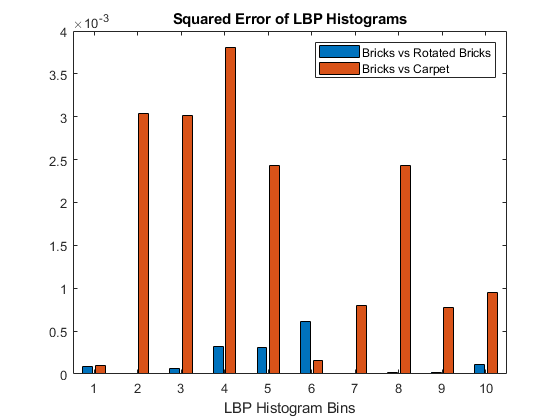 Squared Error of LBP Histograms
×10⁻³
4
3.5
3
2.5
2
1.5
1
0.5
0
Bricks vs Rotated Bricks
Bricks vs Carpet
1 2 3 4 5 6 7 8 9 10
LBP Histogram Bins